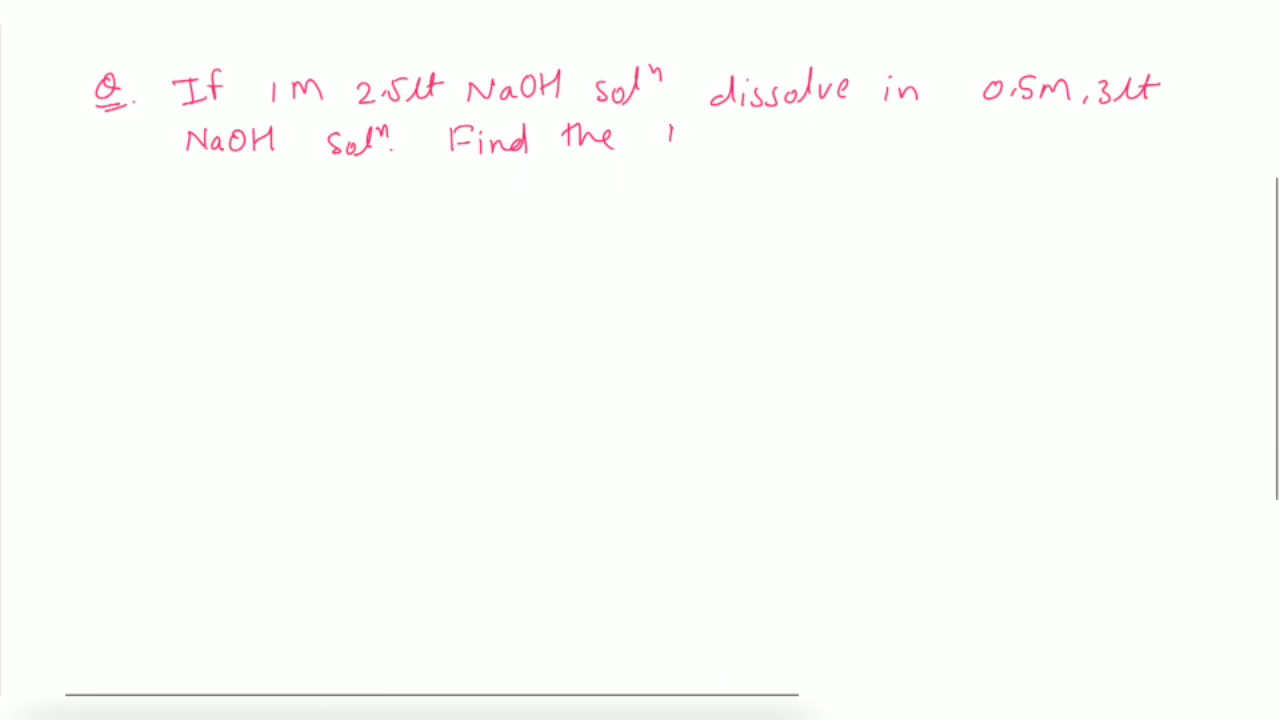 Q. If 1M 2.5lt NaOH solⁿ dissolve in 0.5M, 3lt
NaOH solⁿ. Find the